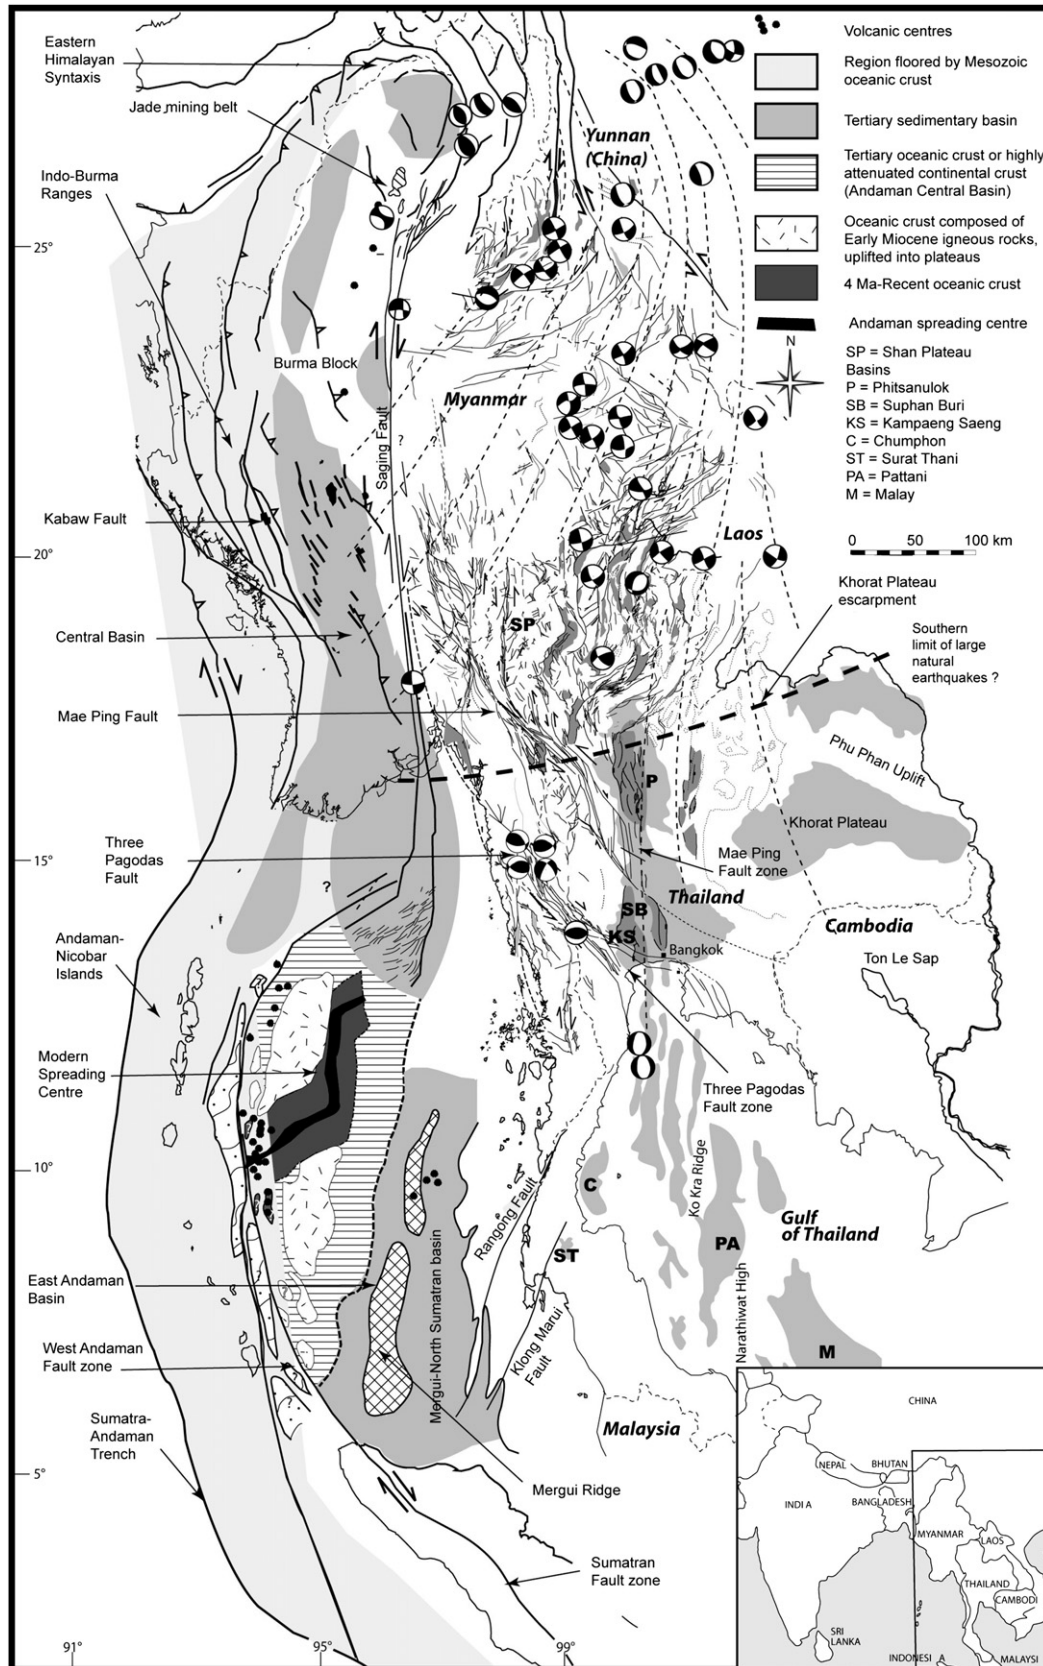 Eastern
Himalayan
Syntaxis
Jade mining belt
Indo-Burma
Ranges
25°
Burma Block
Saging Fault
Myanmar
Yunnan
(China)
?
?
Kabaw Fault
20°
Central Basin
Mae Ping Fault
SP
Laos
Volcanic centres
Region floored by Mesozoic
oceanic crust
Tertiary sedimentary basin
Tertiary oceanic crust or highly
attenuated continental crust
(Andaman Central Basin)
Oceanic crust composed of
Early Miocene igneous rocks,
uplifted into plateaus
4 Ma-Recent oceanic crust
Andaman spreading centre
N
SP = Shan Plateau
Basins
P = Phitsanulok
SB = Suphan Buri
KS = Kampaeng Saeng
C = Chumphon
ST = Surat Thani
PA = Pattani
M = Malay
0 50 100 km
Khorat Plateau
escarpment
Southern
limit of large
natural
earthquakes ?
Phu Phan Uplift
Khorat Plateau
P
Mae Ping
Fault zone
Three
Pagodas
Fault
15°
?
Thailand
SB
KS
Bangkok
Cambodia
Ton Le Sap
Andaman-
Nicobar
Islands
Modern
Spreading
Centre
Three Pagodas
Fault zone
10°
C
Ko Kra Ridge
Gulf
of Thailand
Rangong Fault
ST
PA
East Andaman
Basin
Mergui-North Sumatran basin
Klong Marui
Fault
Narathiwat High
M
West Andaman
Fault zone
Sumatra-
Andaman
Trench
Malaysia
5°
Mergui Ridge
Sumatran
Fault zone
91°
95°
99°
CHINA
NEPAL
BHUTAN
INDI A
BANGLADESH
MYANMAR
LAOS
THAILAND
CAMBODI
SRI
LANKA
INDONESI A
MALAYSI